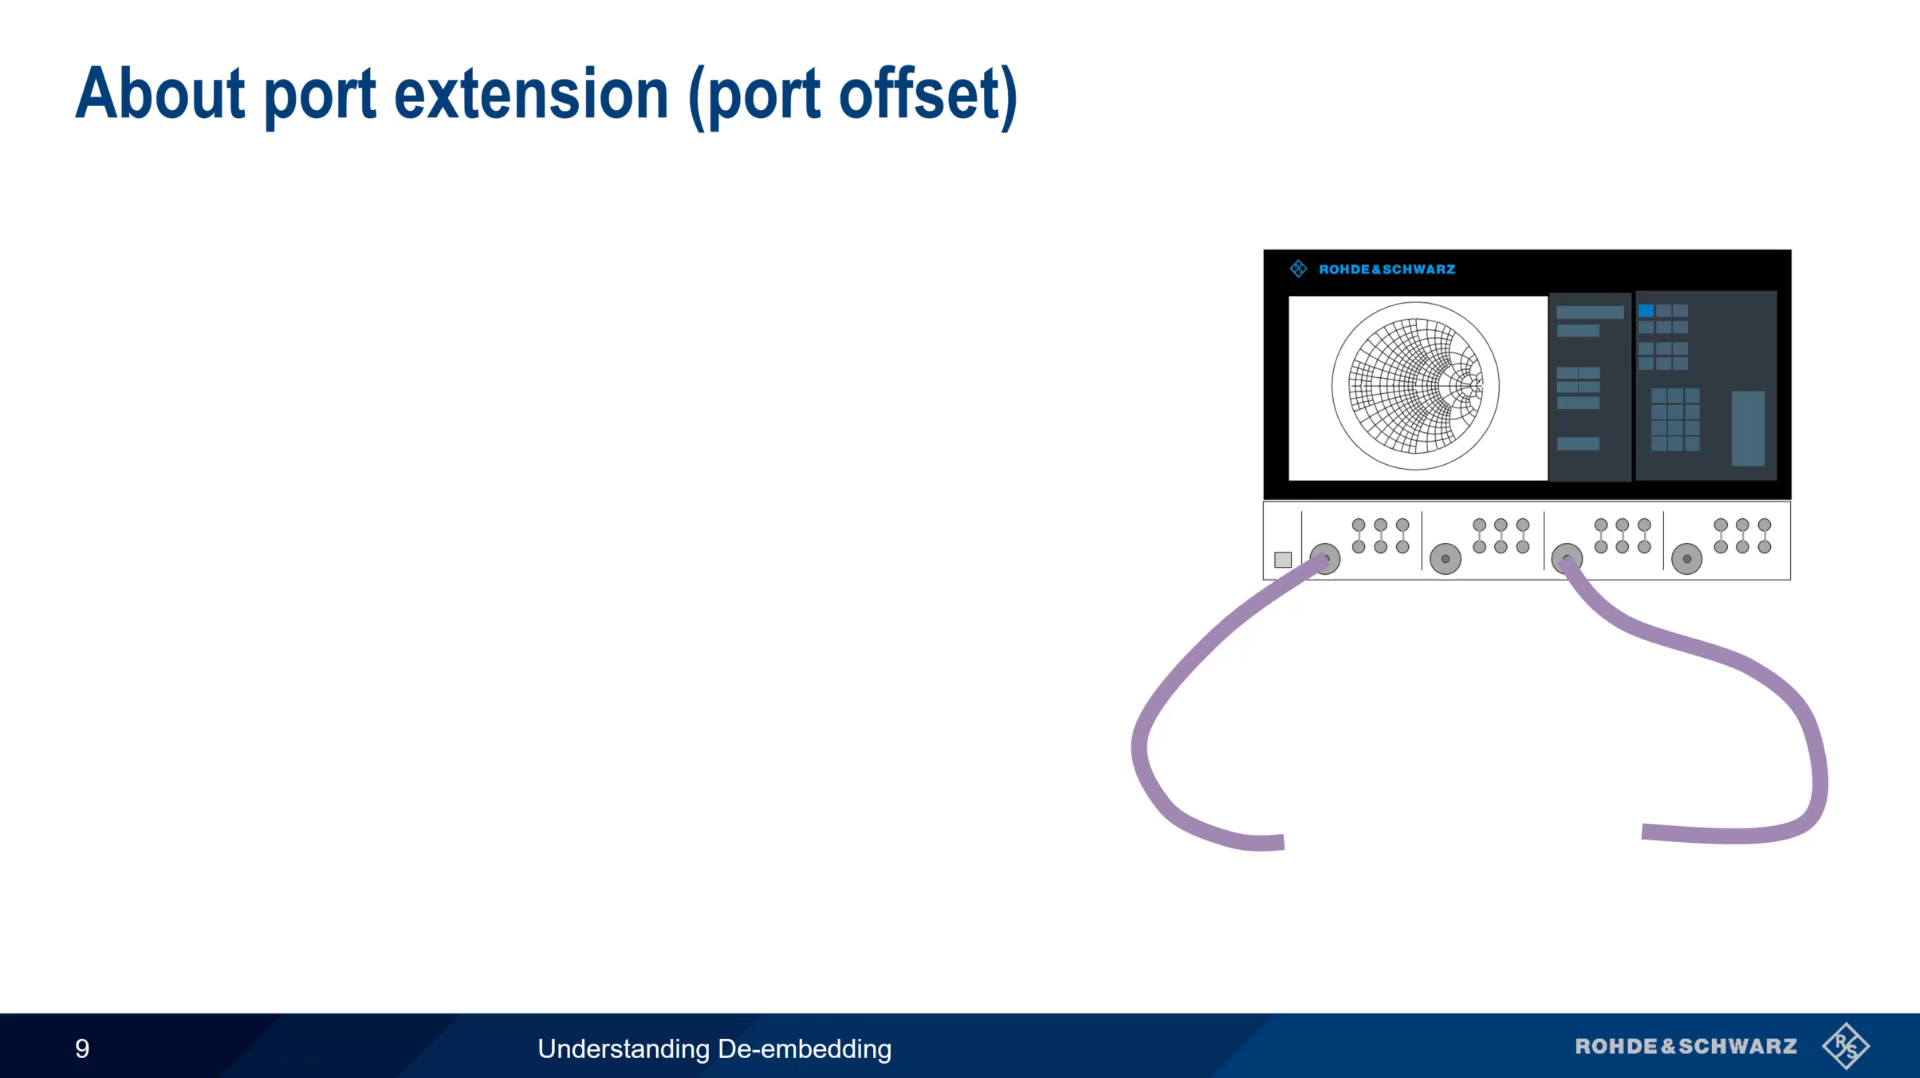 About port extension (port offset)
ROHDE&SCHWARZ
9
Understanding De-embedding
ROHDE&SCHWARZ
R S